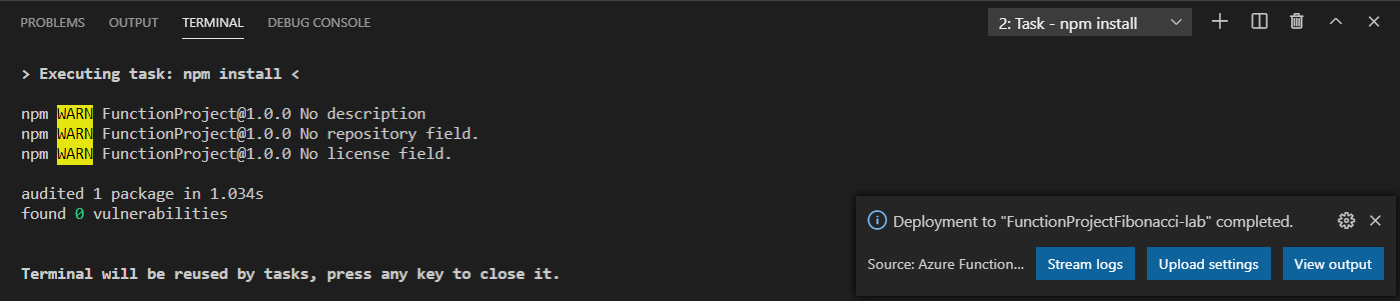 PROBLEMS OUTPUT TERMINAL DEBUG CONSOLE 2: Task - npm install
> Executing task: npm install <
npm WARN FunctionProject@1.0.0 No description
npm WARN FunctionProject@1.0.0 No repository field.
npm WARN FunctionProject@1.0.0 No license field.
audited 1 package in 1.034s
found 0 vulnerabilities
Terminal will be reused by tasks, press any key to close it.
Deployment to "FunctionProjectFibonacci-lab" completed.
Source: Azure Function... Stream logs Upload settings View output